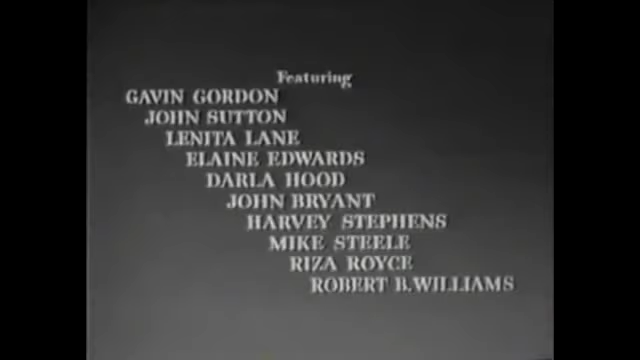 Featuring
GAVIN GORDON
JOHN SUTTON
LENITA LANE
ELAINE EDWARDS
DARLA HOOD
JOHN BRYANT
HARVEY STEPHENS
MIKE STEELE
RIZA ROYCE
ROBERT B. WILLIAMS